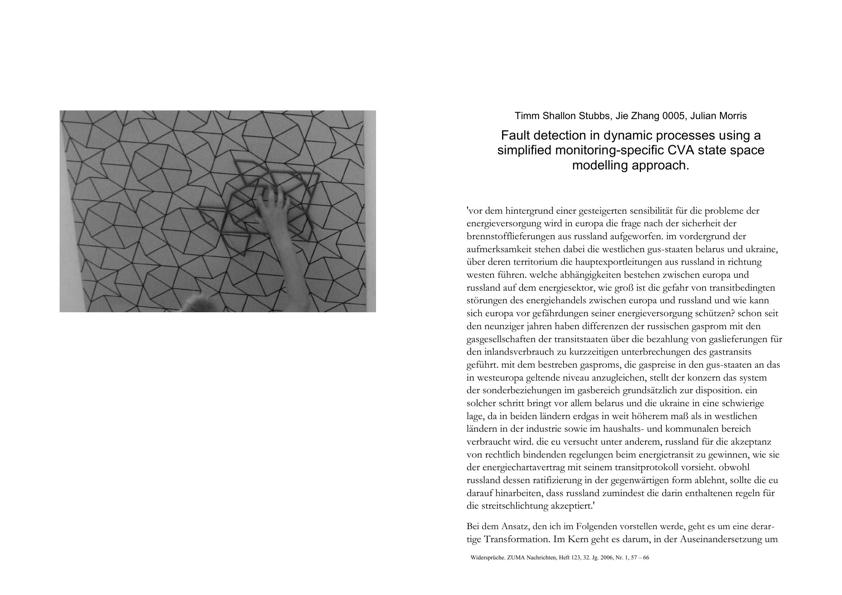 Timm Shallon Stubbs, Jie Zhang 0005, Julian Morris
Fault detection in dynamic processes using a
simplified monitoring-specific CVA state space
modelling approach.
'vor dem hintergrund einer gesteigerten sensibilität für die probleme der
energieversorgung wird in europa die frage nach der sicherheit der
brennstofflieferungen aus russland aufgeworfen. im vordergrund der
aufmerksamkeit stehen dabei die westlichen gus-staaten belarus und ukraine,
über deren territorium die hauptexportleitungen aus russland in richtung
westen führen. welche abhängigkeiten bestehen zwischen europa und
russland auf dem energiesektor, wie groß ist die gefahr von transitbedingten
störungen des energiehandels zwischen europa und russland und wie kann
sich europa vor gefährdungen seiner energieversorgung schützen? schon seit
den neunziger jahren haben differenzen der russischen gasprom mit den
gasgesellschaften der transitstaaten über die bezahlung von gaslieferungen für
den inlandsverbrauch zu kurzzeitigen unterbrechungen des gastransits
geführt. mit dem bestreben gasproms, die gaspreise in den gus-staaten an das
in westeuropa geltende niveau anzugleichen, stellt der konzern das system
der sonderbeziehungen im gasbereich grundsätzlich zur disposition. ein
solcher schritt bringt vor allem belarus und die ukraine in eine schwierige
lage, da in beiden ländern erdgas in weit höherem maß als in westlichen
ländern in der industrie sowie im haushalts- und kommunalen bereich
verbraucht wird. die eu versucht unter anderem, russland für die akzeptanz
von rechtlich bindenden regelungen beim energietransit zu gewinnen, wie sie
der energiechartavertrag mit seinem transitprotokoll vorsieht. obwohl
russland dessen ratifizierung in der gegenwärtigen form ablehnt, sollte die eu
darauf hinarbeiten, dass russland zumindest die darin enthaltenen regeln für
die streitschlichtung akzeptiert.'
Bei dem Ansatz, den ich im Folgenden vorstellen werde, geht es um eine derar-
tige Transformation. Im Kern geht es darum, in der Auseinandersetzung um
Widersprüche. ZUMA Nachrichten, Heft 123, 32. Jg. 2006, Nr. 1, 57 – 66